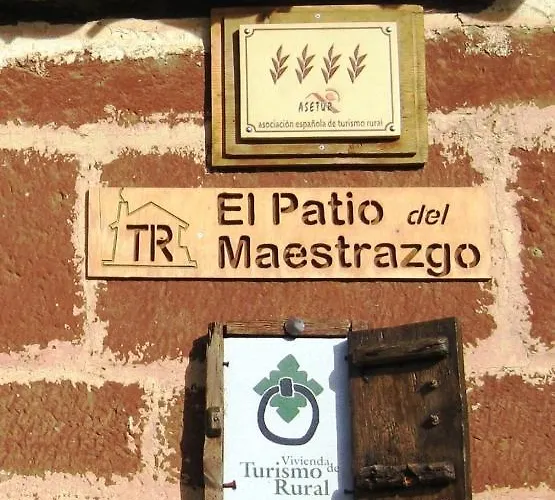 ASETUR
asociación española de turismo rural
TR
El Patio del
Maestrazgo
Vivienda de
Turismo
Rural